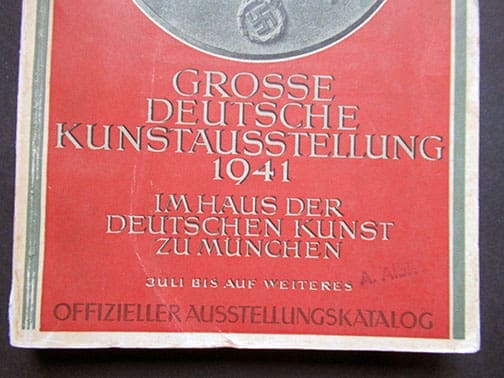 GROSSE
DEUTSCHE
KUNSTAUSSTELLUNG
1941
IM HAUS DER
DEUTSCHEN KUNST
ZU MÜNCHEN
JULI BIS AUF WEITERES
OFFIZIELLER AUSSTELLUNGSKATALOG